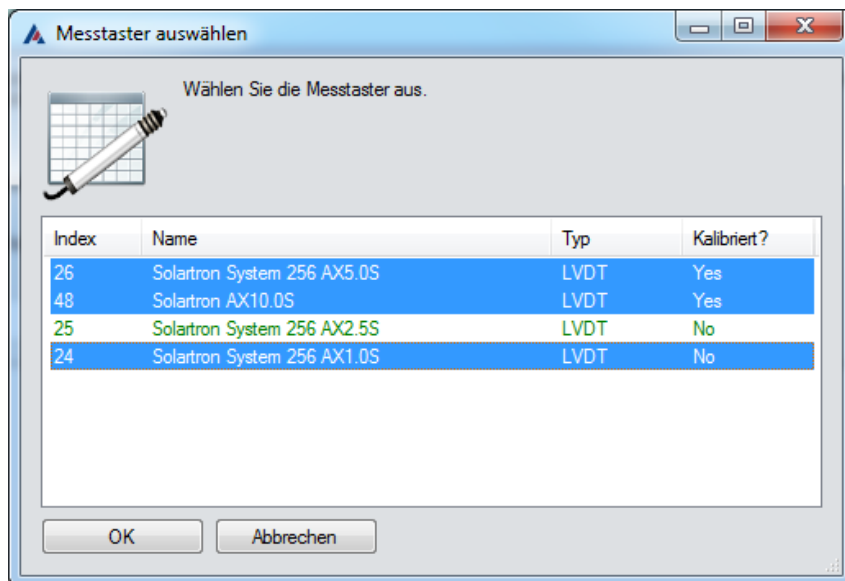 Messtaster auswählen
Wählen Sie die Messtaster aus.
Index Name Typ Kalibriert?
26 Solartron System 256 AX5.0S LVDT Yes
48 Solartron AX10.0S LVDT Yes
25 Solartron System 256 AX2.5S LVDT No
24 Solartron System 256 AX1.0S LVDT No
OK Abbrechen